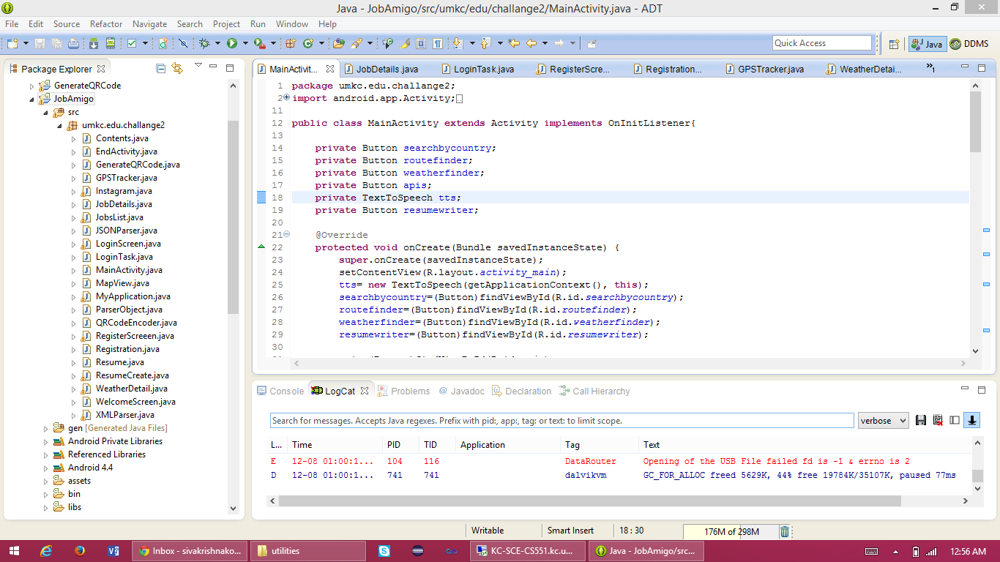 Java - JobAmigo/src/umkc/edu/challange2/MainActivity.java - ADT
File Edit Source Refactor Navigate Search Project Run Window Help
Quick Access
Java
DDMS
Package Explorer
GenerateQRCode
JobAmigo
src
umkc.edu.challange2
Contents.java
EndActivity.java
GenerateQRCode.java
GPSTracker.java
Instagram.java
JobDetails.java
JobsList.java
JSONParser.java
LoginScreen.java
LoginTask.java
MainActivity.java
MapView.java
MyApplication.java
ParserObject.java
QRCodeEncoder.java
RegisterScreeen.java
Registration.java
Resume.java
ResumeCreate.java
WeatherDetail.java
WelcomeScreen.java
XMLParser.java
gen [Generated Java Files]
Android Private Libraries
Referenced Libraries
Android 4.4
assets
bin
libs
MainActivit... JobDetails.java LoginTask.java RegisterScre... Registration... GPSTracker.java WeatherDetai... »1
1 package umkc.edu.challange2;
2 import android.app.Activity;
11
12 public class MainActivity extends Activity implements OnInitListener{
13
14 private Button searchbycountry;
15 private Button routefinder;
16 private Button weatherfinder;
17 private Button apis;
18 private TextToSpeech tts;
19 private Button resumewriter;
20
21 @Override
22 protected void onCreate(Bundle savedInstanceState) {
23 super.onCreate(savedInstanceState);
24 setContentView(R.layout.activity_main);
25 tts= new TextToSpeech(getApplicationContext(), this);
26 searchbycountry=(Button)findViewById(R.id.searchbycountry);
27 routefinder=(Button)findViewById(R.id.routefinder);
28 weatherfinder=(Button)findViewById(R.id.weatherfinder);
29 resumewriter=(Button)findViewById(R.id.resumewriter);
30
Console LogCat Problems @ Javadoc Declaration Call Hierarchy
Search for messages. Accepts Java regexes. Prefix with pid:, app:, tag: or text: to limit scope.
verbose
L... Time PID TID Application Tag Text
E 12-08 01:00:1... 104 116 DataRouter Opening of the USB File failed fd is -1 & errno is 2
D 12-08 01:00:1... 741 741 dalvikvm GC_FOR_ALLOC freed 5629K, 44% free 19784K/35107K, paused 77ms
Writable
Smart Insert
18 : 30
176M of 298M
Inbox - sivakrishnako...
utilities
KC-SCE-CS551.kc.u...
Java - JobAmigo/src...
12:56 AM